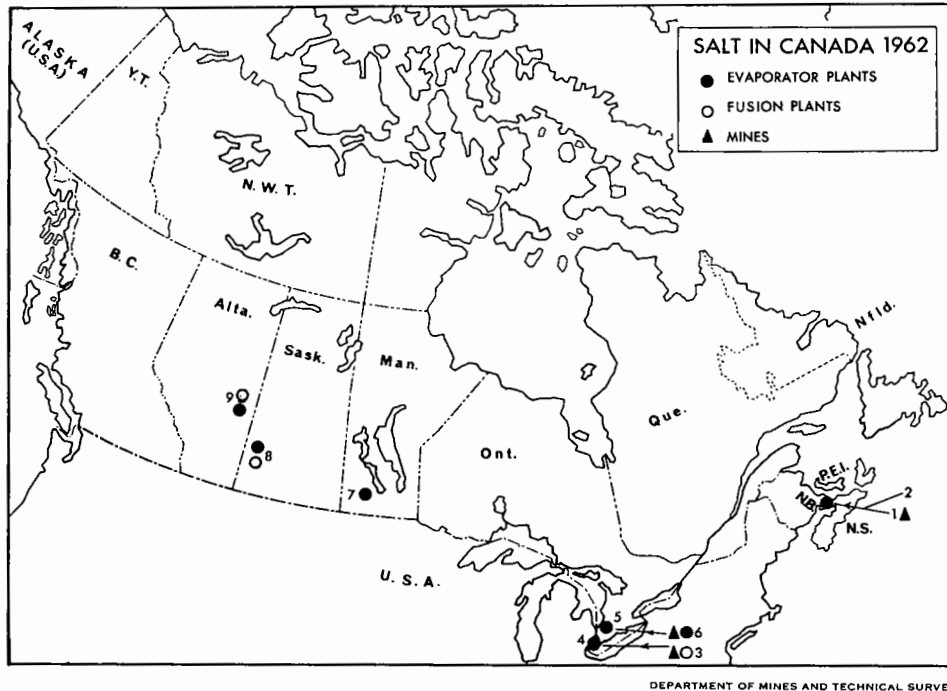 ALASKA
(U.S.A)
Y.T.
SALT IN CANADA 1962
EVAPORATOR PLANTS
FUSION PLANTS
MINES
N.W.T.
B.C.
Alta.
Sask.
Man.
Nfld.
9
8
7
Ont.
Que.
P.E.I.
N.B.
N.S.
2
1
U.S.A.
5
4
6
3
DEPARTMENT OF MINES AND TECHNICAL SURVE